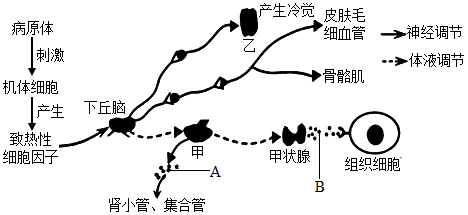 病原体
刺激
机体细胞
产生
致热性
细胞因子
下丘脑
产生冷觉
乙
皮肤毛
细血管
骨骼肌
神经调节
体液调节
甲
甲状腺
A
B
组织细胞
肾小管、集合管